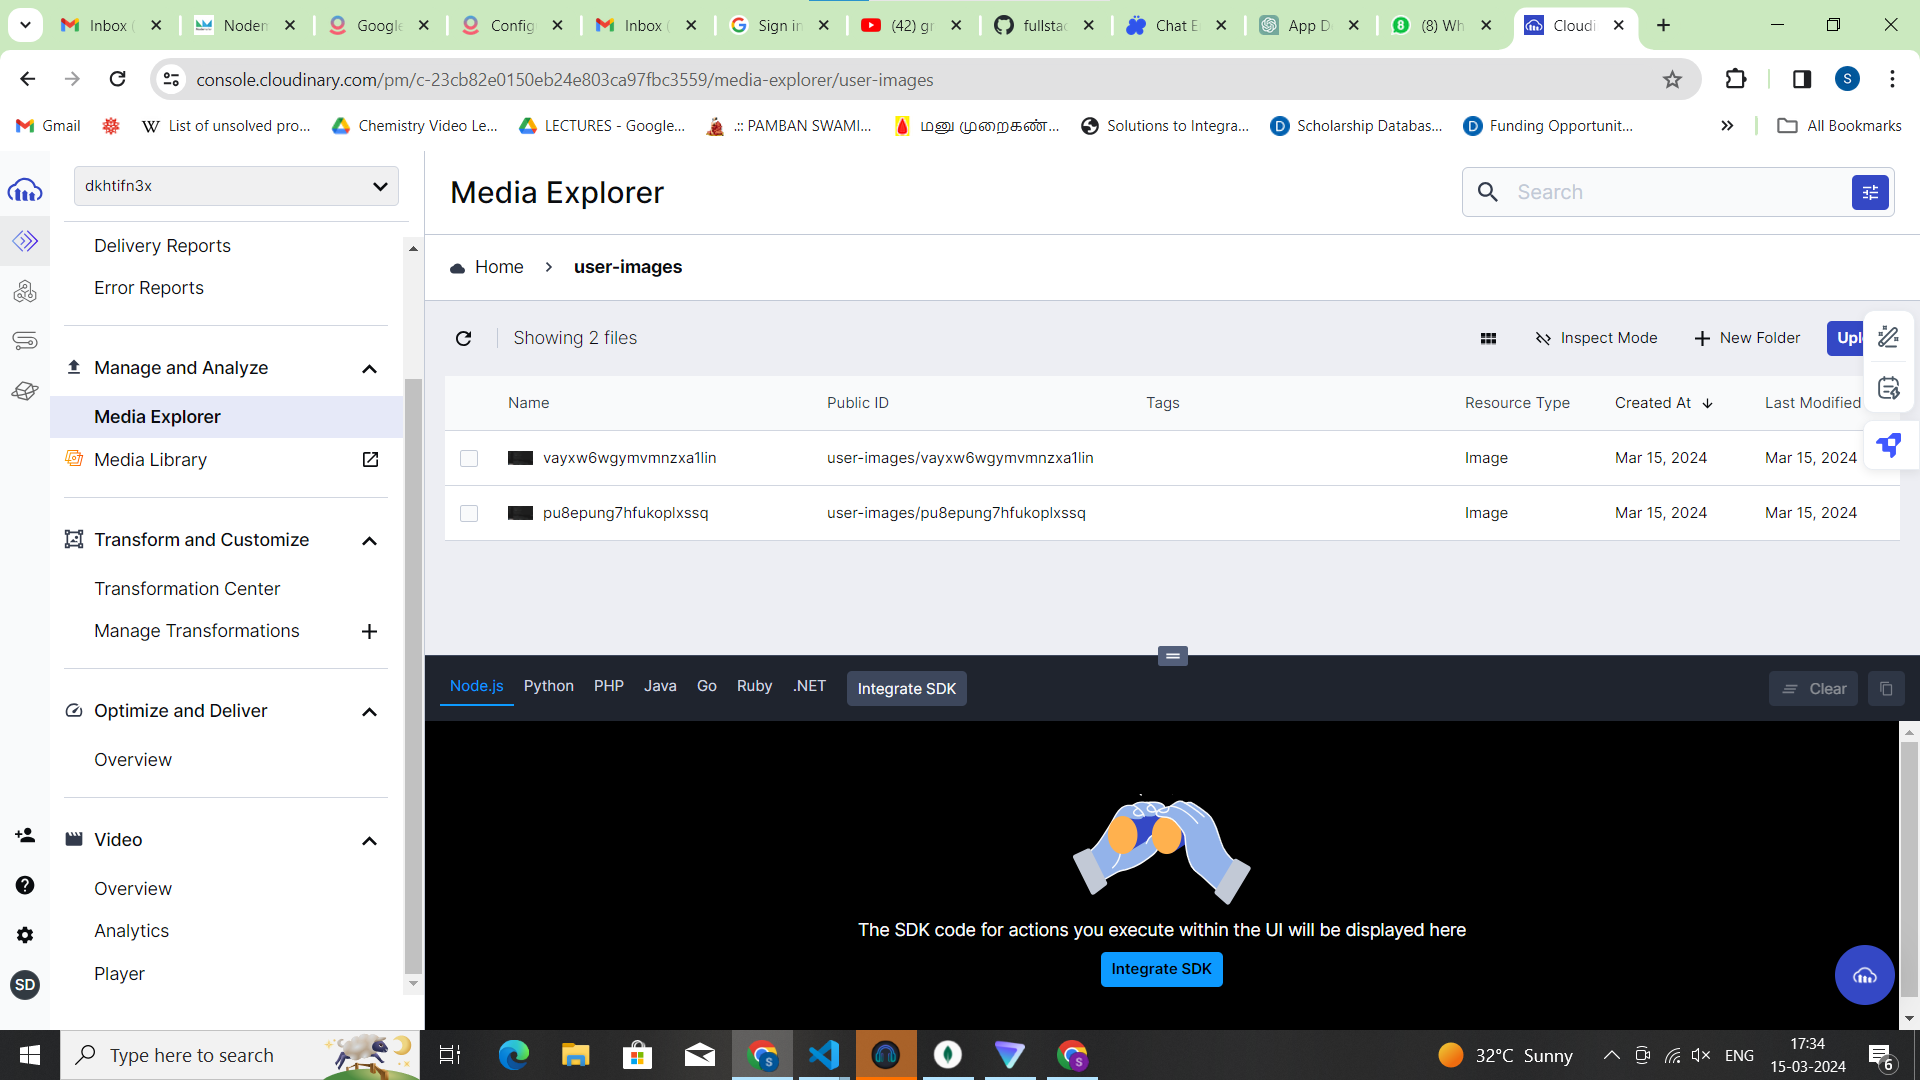 Inbox (
Nodem
Google
Config
Inbox (
Sign in
(42) gr
fullstac
Chat E
App D
(8) Wh
Cloudi
console.cloudinary.com/pm/c-23cb82e0150eb24e803ca97fbc3559/media-explorer/user-images
S
Gmail
List of unsolved pro...
Chemistry Video Le...
LECTURES - Google...
.:: PAMBAN SWAMI...
மனு முறைகண்...
Solutions to Integra...
Scholarship Databas...
Funding Opportunit...
All Bookmarks
dkhtifn3x
Delivery Reports
Error Reports
Manage and Analyze
Media Explorer
Media Library
Transform and Customize
Transformation Center
Manage Transformations
Optimize and Deliver
Overview
Video
Overview
Analytics
Player
SD
Media Explorer
Search
Home > user-images
Showing 2 files
Inspect Mode
New Folder
Name Public ID Tags Resource Type Created At Last Modified
vayxw6wgymvmnzxa1lin user-images/vayxw6wgymvmnzxa1lin Image Mar 15, 2024 Mar 15, 2024
pu8epung7hfukoplxssq user-images/pu8epung7hfukoplxssq Image Mar 15, 2024 Mar 15, 2024
Node.js Python PHP Java Go Ruby .NET Integrate SDK
Clear
The SDK code for actions you execute within the UI will be displayed here
Integrate SDK
Type here to search
32°C Sunny
ENG
17:34
15-03-2024
6